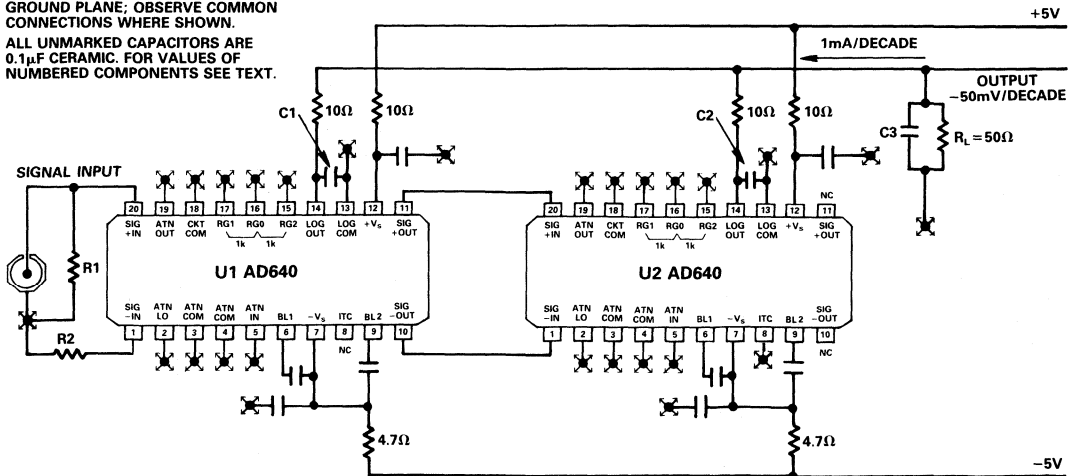 GROUND PLANE; OBSERVE COMMON
CONNECTIONS WHERE SHOWN.
ALL UNMARKED CAPACITORS ARE
0.1μF CERAMIC. FOR VALUES OF
NUMBERED COMPONENTS SEE TEXT.
+5V
1mA/DECADE
OUTPUT
−50mV/DECADE
10Ω
10Ω
10Ω
10Ω
C1
C2
C3
RL = 50Ω
SIGNAL INPUT
NC
20 19 18 17 16 15 14 13 12 11
SIG +IN
ATN OUT
CKT COM
RG1
RG0
RG2
LOG OUT
LOG COM
+VS
SIG +OUT
1k 1k
R1
U1 AD640
SIG −IN
ATN LO
ATN COM
ATN COM
ATN IN
BL1
−VS
ITC
BL2
SIG −OUT
1 2 3 4 5 6 7 8 9 10
NC
R2
20 19 18 17 16 15 14 13 12 11
SIG +IN
ATN OUT
CKT COM
RG1
RG0
RG2
LOG OUT
LOG COM
+VS
SIG +OUT
1k 1k
U2 AD640
SIG −IN
ATN LO
ATN COM
ATN COM
ATN IN
BL1
−VS
ITC
BL2
SIG −OUT
1 2 3 4 5 6 7 8 9 10
NC
4.7Ω
4.7Ω
−5V